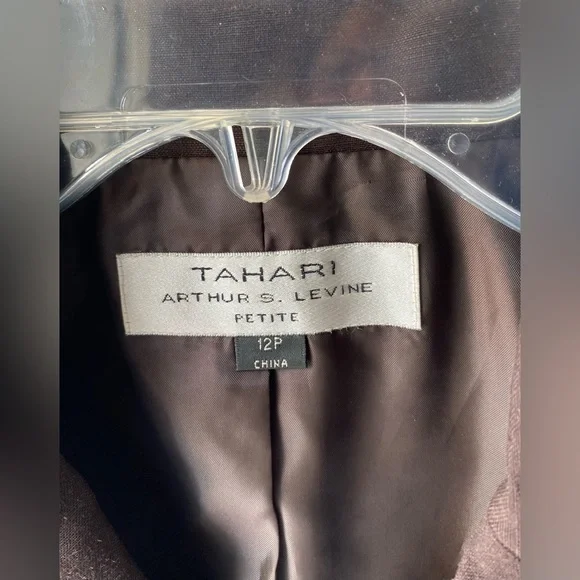 TAHARI
ARTHUR S. LEVINE
PETITE
12P
CHINA